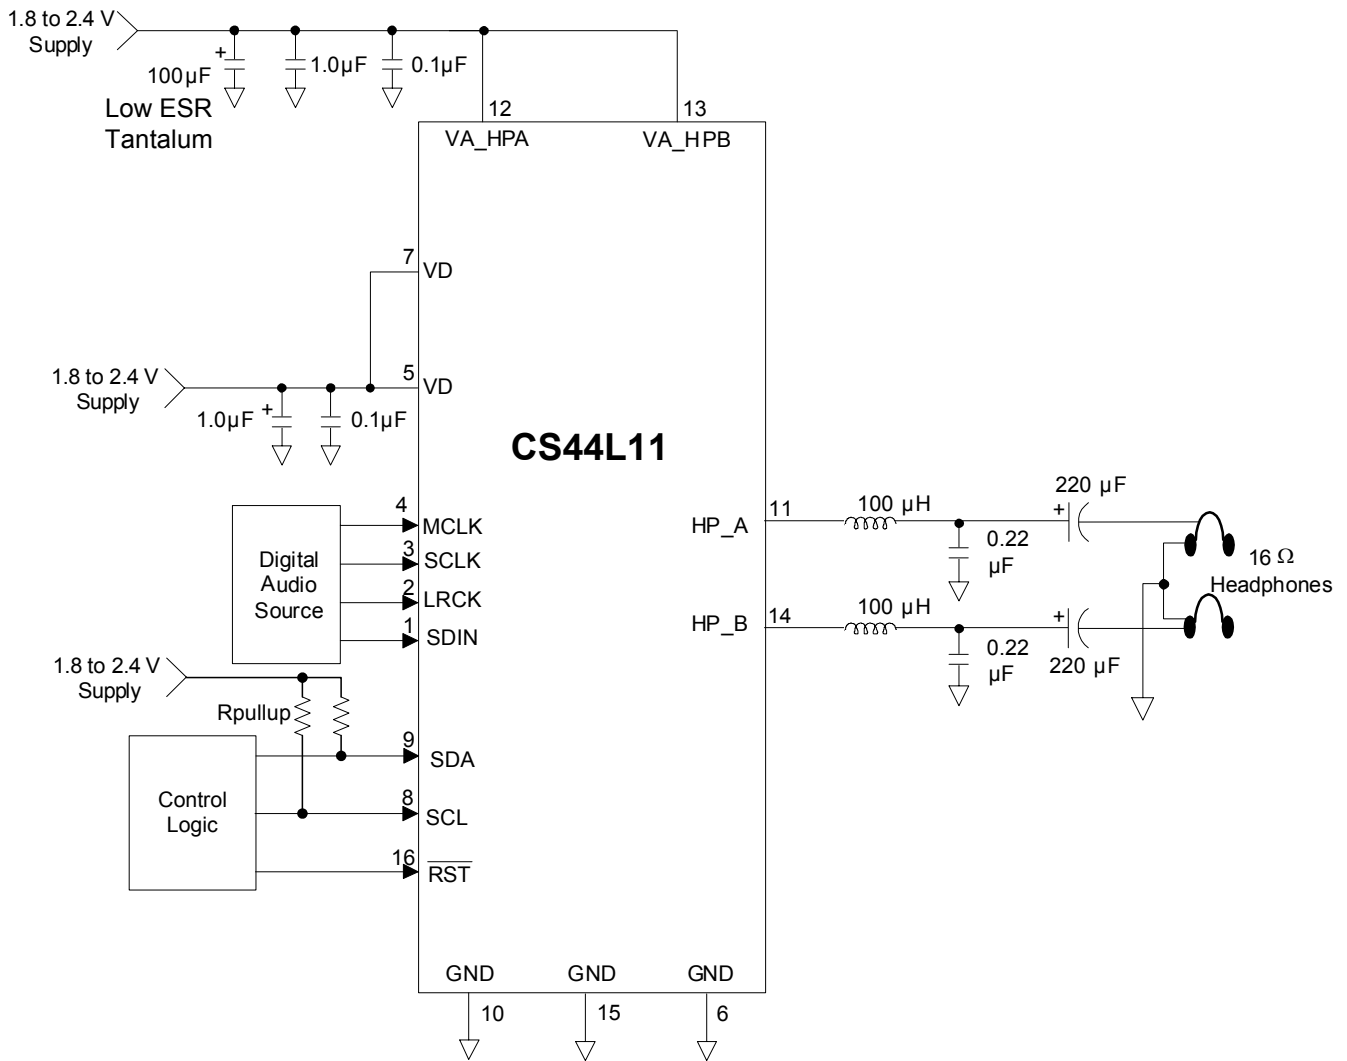 1.8 to 2.4 V
Supply
+
100µF
1.0µF
0.1µF
Low ESR
Tantalum
12
13
VA_HPA
VA_HPB
7
VD
1.8 to 2.4 V
Supply
5
VD
1.0µF
+
0.1µF
CS44L11
Digital
Audio
Source
4
MCLK
3
SCLK
2
LRCK
1
SDIN
HP_A
11
100 µH
0.22
µF
220 µF
+
16 Ω
Headphones
HP_B
14
100 µH
0.22
µF
+
220 µF
1.8 to 2.4 V
Supply
Rpullup
Control
Logic
9
SDA
8
SCL
16
RST
GND
GND
GND
10
15
6